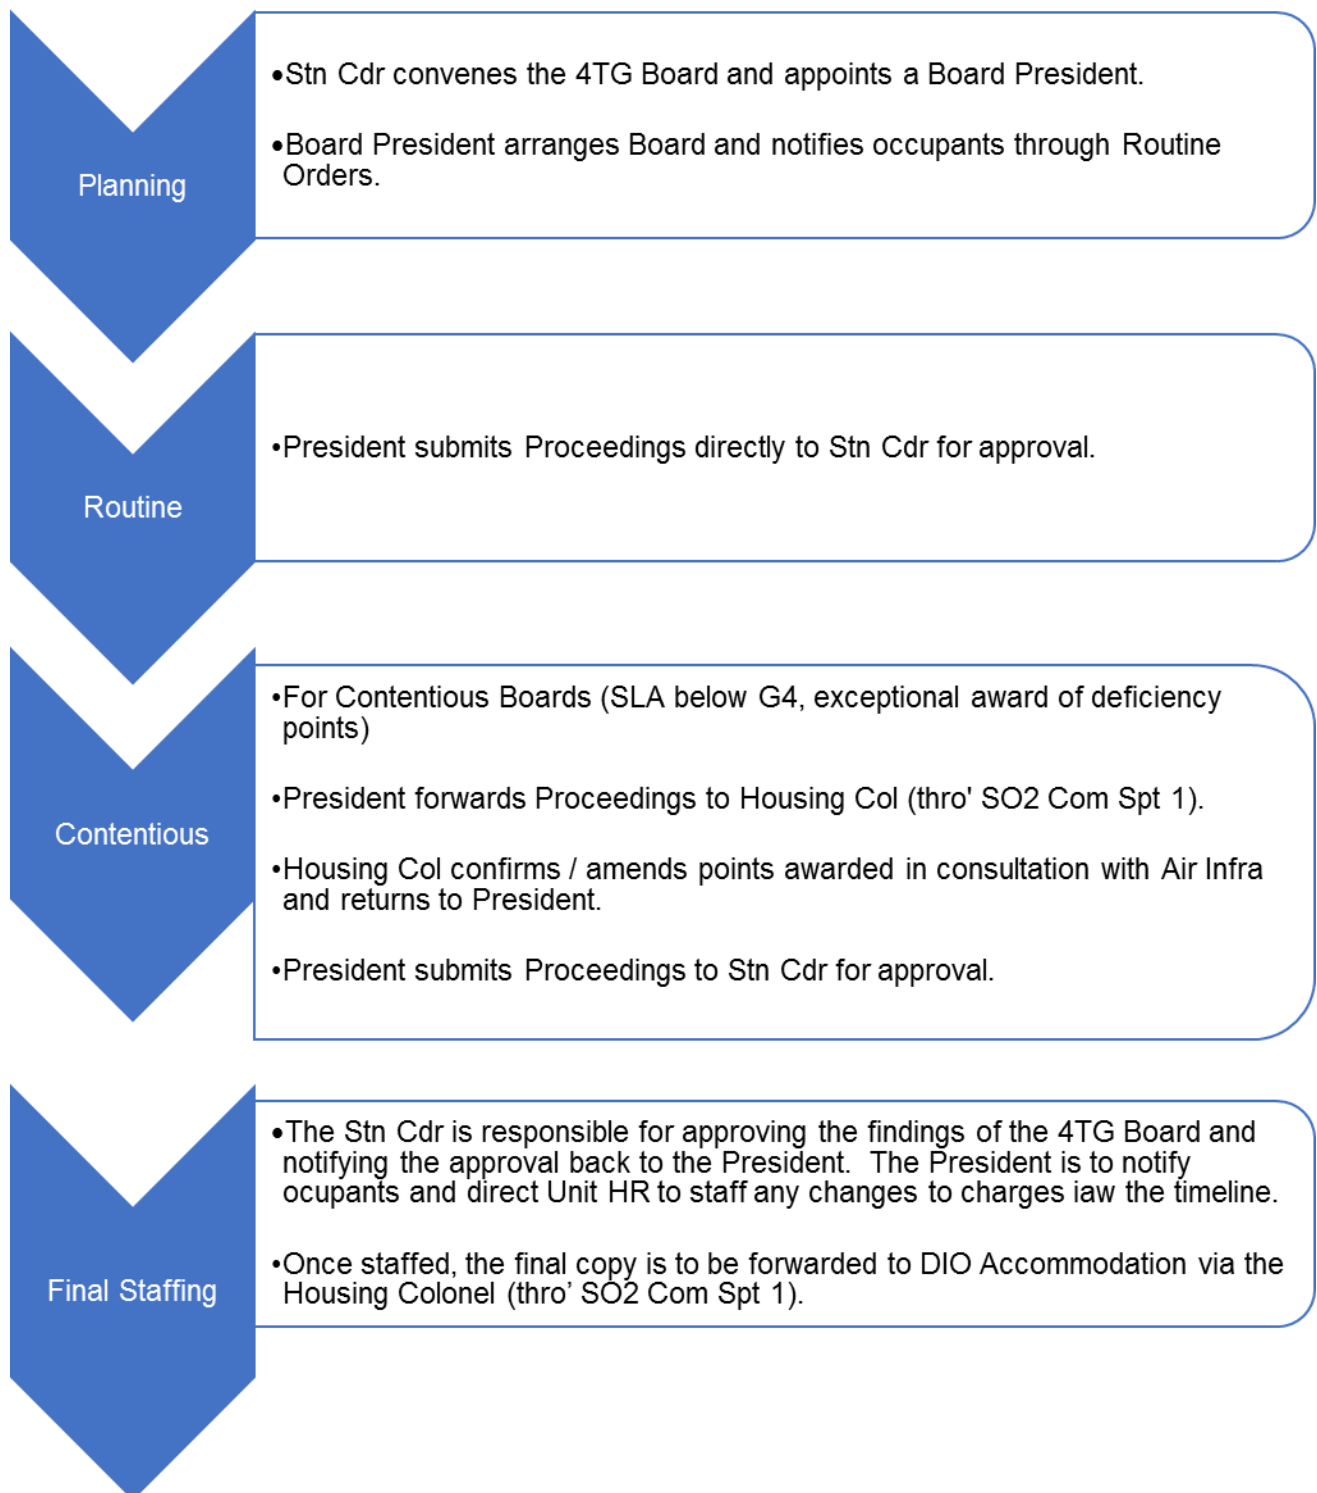 Planning
•Stn Cdr convenes the 4TG Board and appoints a Board President.
•Board President arranges Board and notifies occupants through Routine
Orders.
Routine
•President submits Proceedings directly to Stn Cdr for approval.
Contentious
•For Contentious Boards (SLA below G4, exceptional award of deficiency
points)
•President forwards Proceedings to Housing Col (thro' SO2 Com Spt 1).
•Housing Col confirms / amends points awarded in consultation with Air Infra
and returns to President.
•President submits Proceedings to Stn Cdr for approval.
Final Staffing
•The Stn Cdr is responsible for approving the findings of the 4TG Board and
notifying the approval back to the President.  The President is to notify
ocupants and direct Unit HR to staff any changes to charges iaw the timeline.
•Once staffed, the final copy is to be forwarded to DIO Accommodation via the
Housing Colonel (thro’ SO2 Com Spt 1).